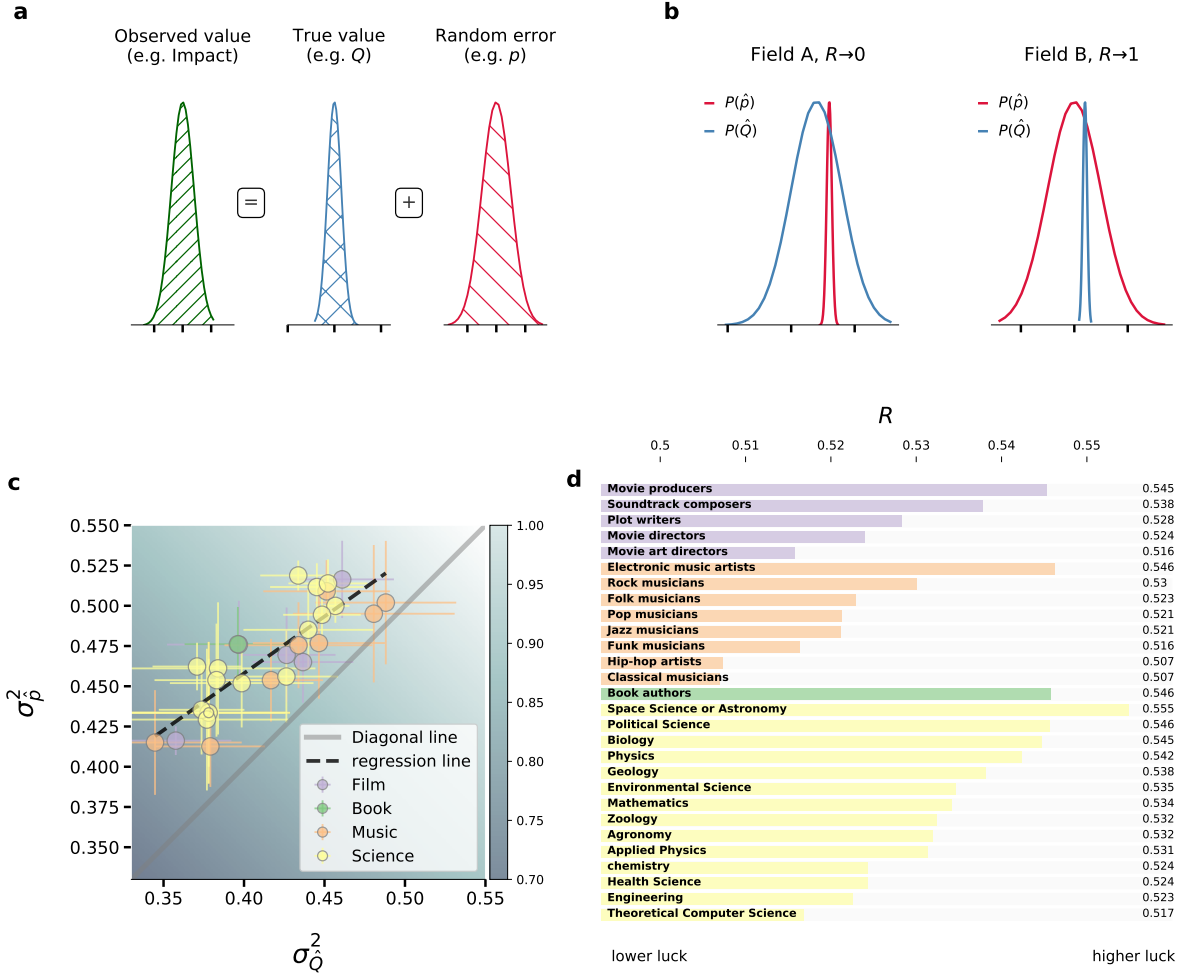 a
Observed value
(e.g. Impact)
True value
(e.g. Q)
Random error
(e.g. p)
=
+
b
Field A, R→0
P(p̂)
P(Q̂)
Field B, R→1
P(p̂)
P(Q̂)
c
0.550
0.525
0.500
0.475
0.450
0.425
0.400
0.375
0.350
σ²p̂
0.35
0.40
0.45
0.50
0.55
σ²Q̂
Diagonal line
regression line
Film
Book
Music
Science
1.00
0.95
0.90
0.85
0.80
0.75
0.70
d
R
0.5 0.51 0.52 0.53 0.54 0.55
Movie producers 0.545
Soundtrack composers 0.538
Plot writers 0.528
Movie directors 0.524
Movie art directors 0.516
Electronic music artists 0.546
Rock musicians 0.53
Folk musicians 0.523
Pop musicians 0.521
Jazz musicians 0.521
Funk musicians 0.516
Hip-hop artists 0.507
Classical musicians 0.507
Book authors 0.546
Space Science or Astronomy 0.555
Political Science 0.546
Biology 0.545
Physics 0.542
Geology 0.538
Environmental Science 0.535
Mathematics 0.534
Zoology 0.532
Agronomy 0.532
Applied Physics 0.531
chemistry 0.524
Health Science 0.524
Engineering 0.523
Theoretical Computer Science 0.517
lower luck higher luck